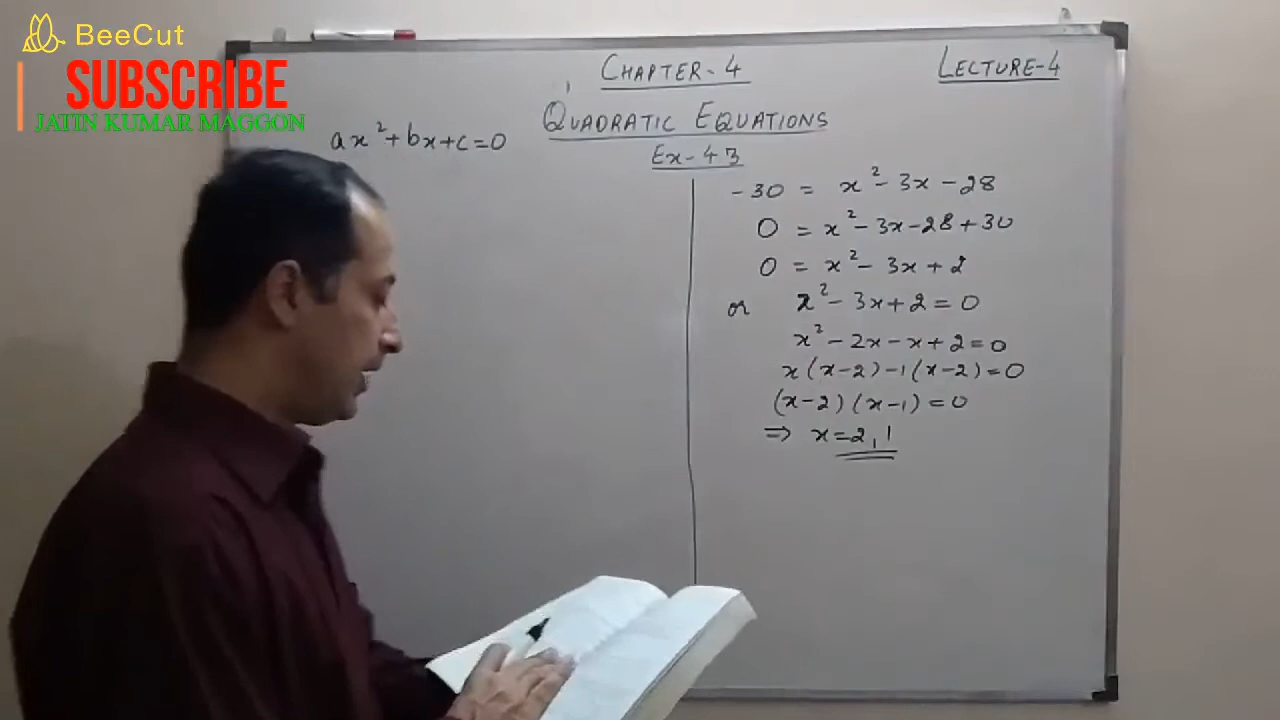 BeeCut
SUBSCRIBE
JATIN KUMAR MAGGON
CHAPTER-4
LECTURE-4
QUADRATIC EQUATIONS
Ex-4.3
ax²+bx+c=0
-30 = x²-3x-28
0 = x²-3x-28+30
0 = x²-3x+2
or x²-3x+2=0
x²-2x-x+2=0
x(x-2)-1(x-2)=0
(x-2)(x-1)=0
⇒ x=2,1